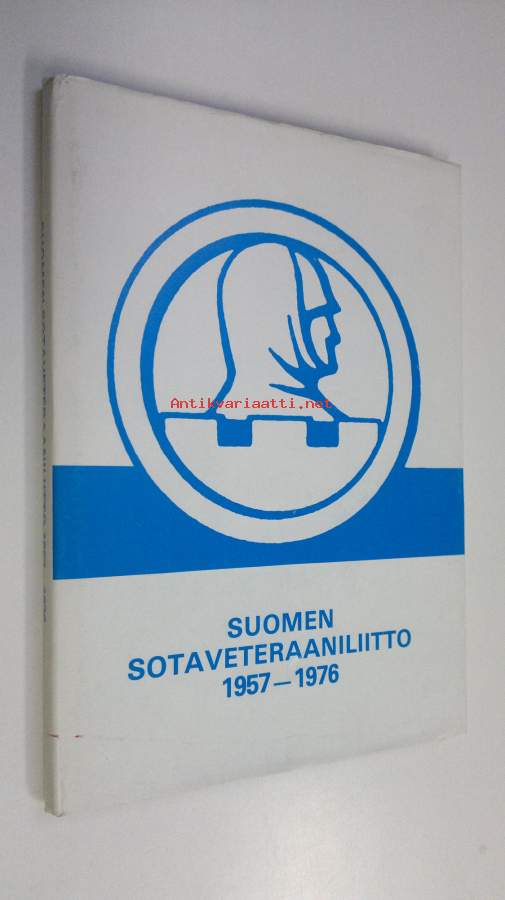 Antikvariaatti.net
SUOMEN
SOTAVETERAANILIITTO
1957–1976